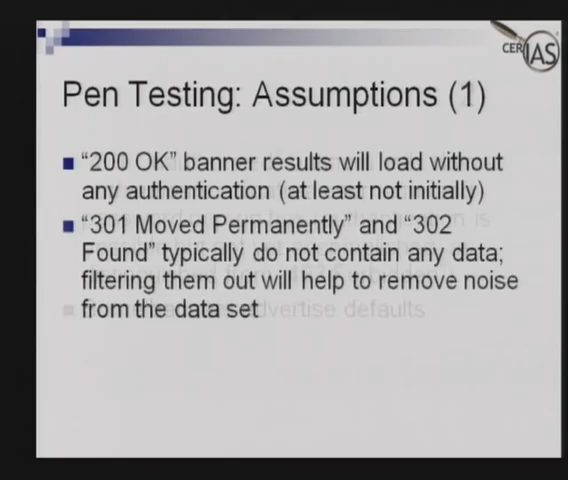 CERIAS
Pen Testing: Assumptions (1)
"200 OK" banner results will load without
any authentication (at least not initially)
"301 Moved Permanently" and "302
Found" typically do not contain any data;
filtering them out will help to remove noise
from the data set
advertise defaults